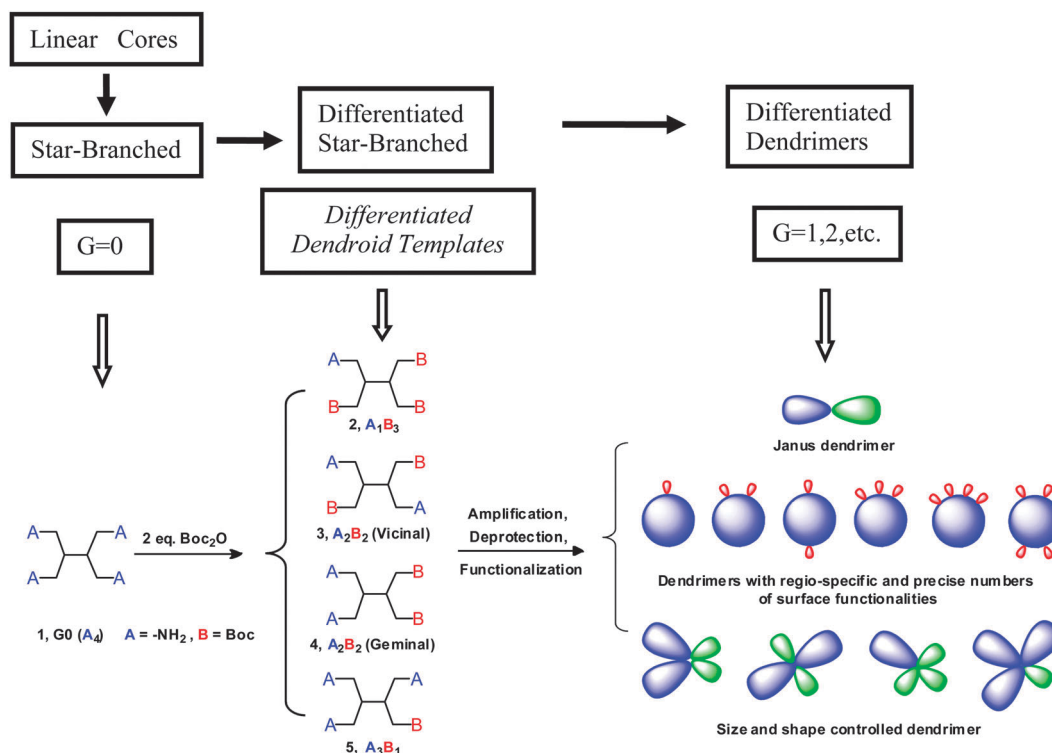 Linear Cores
Star-Branched
Differentiated
Star-Branched
Differentiated
Dendrimers
G=0
Differentiated
Dendroid Templates
G=1,2,etc.
A B
B B
2, A₁B₃
A B
B A
3, A₂B₂ (Vicinal)
A B
A B
4, A₂B₂ (Geminal)
A A
A B
5, A₃B₁
A A
A A
2 eq. Boc₂O
1, G0 (A₄) A = -NH₂ , B = Boc
Amplification,
Deprotection,
Functionalization
Janus dendrimer
Dendrimers with regio-specific and precise numbers
of surface functionalities
Size and shape controlled dendrimer